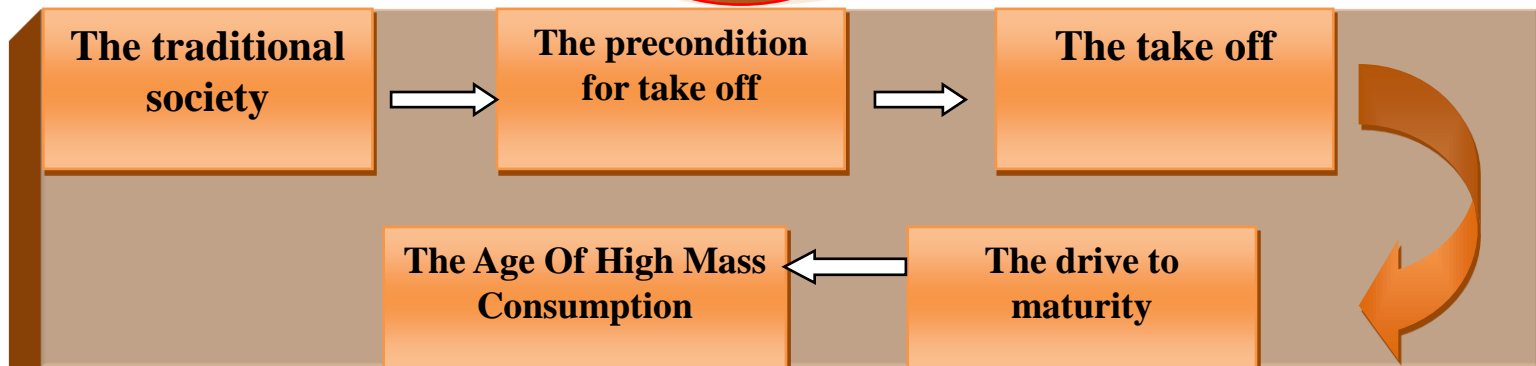 The traditional
society
The precondition
for take off
The take off
The drive to
maturity
The Age Of High Mass
Consumption